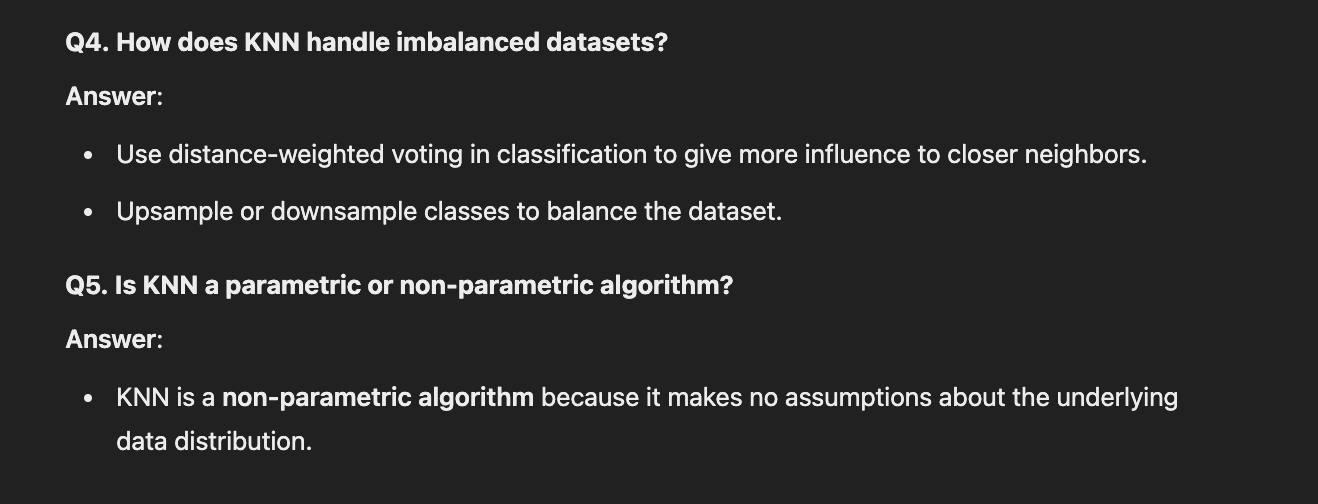 Q4. How does KNN handle imbalanced datasets?
Answer:
• Use distance-weighted voting in classification to give more influence to closer neighbors.
• Upsample or downsample classes to balance the dataset.
Q5. Is KNN a parametric or non-parametric algorithm?
Answer:
• KNN is a non-parametric algorithm because it makes no assumptions about the underlying
data distribution.